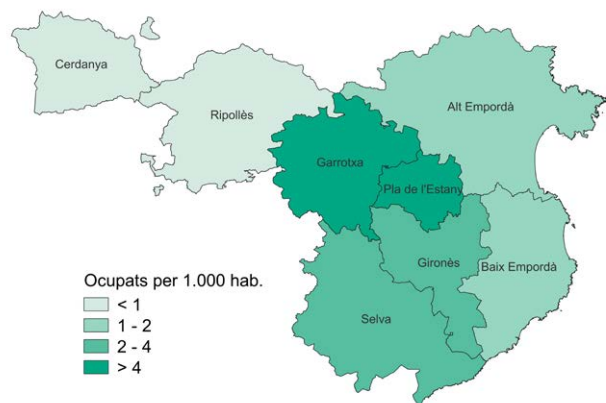 Cerdanya
Ripollès
Alt Empordà
Garrotxa
Pla de l'Estany
Gironès
Baix Empordà
Selva
Ocupats per 1.000 hab.
< 1
1 - 2
2 - 4
> 4